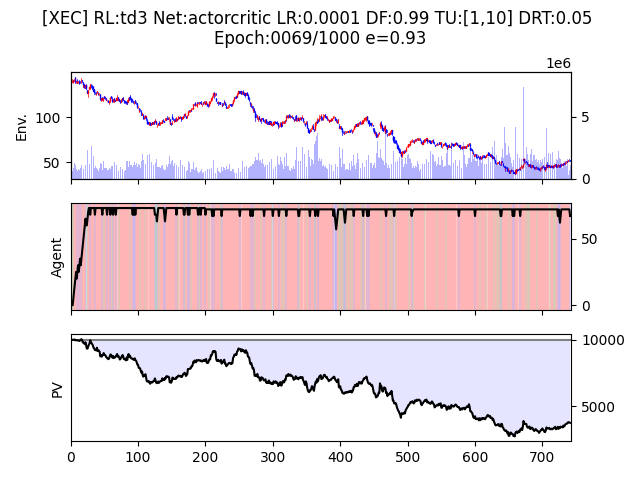 [XEC] RL:td3 Net:actorcritic LR:0.0001 DF:0.99 TU:[1,10] DRT:0.05
Epoch:0069/1000 e=0.93
1e6
Env.
100
50
5
0
Agent
50
0
PV
10000
5000
0 100 200 300 400 500 600 700